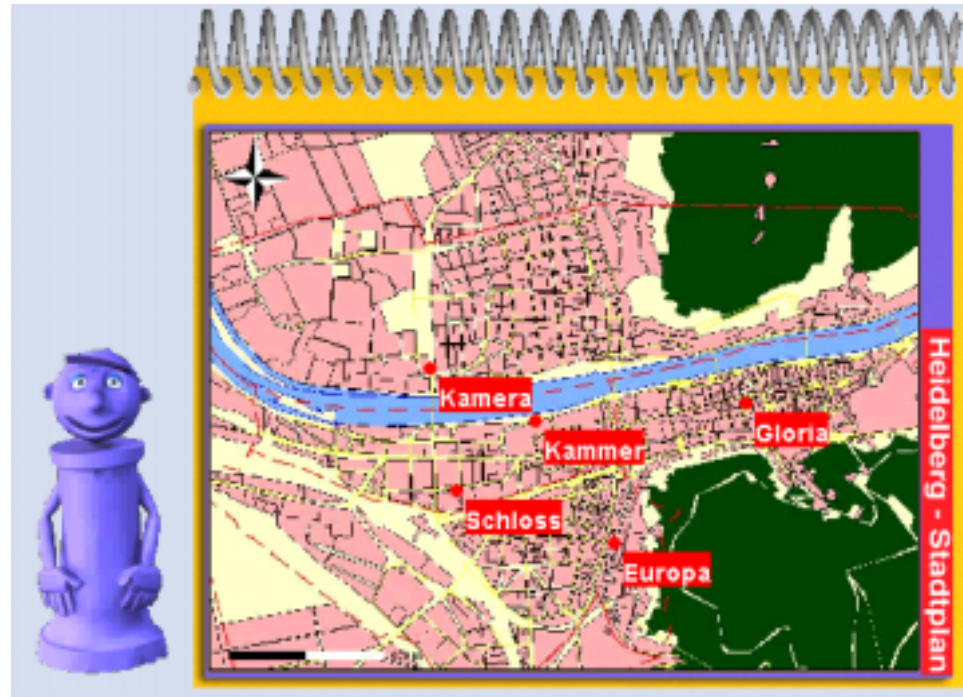 Kamera
Kammer
Gloria
Schloss
Europa
Heidelberg - Stadtplan